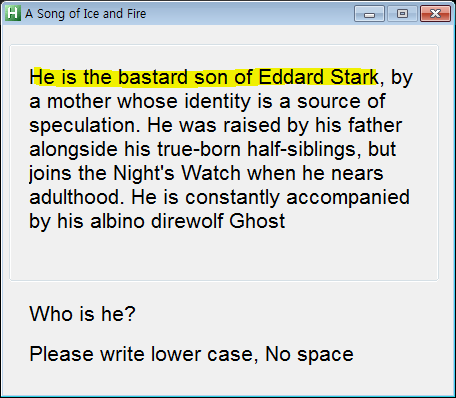 A Song of Ice and Fire
He is the bastard son of Eddard Stark, by
a mother whose identity is a source of
speculation. He was raised by his father
alongside his true-born half-siblings, but
joins the Night's Watch when he nears
adulthood. He is constantly accompanied
by his albino direwolf Ghost
Who is he?
Please write lower case, No space